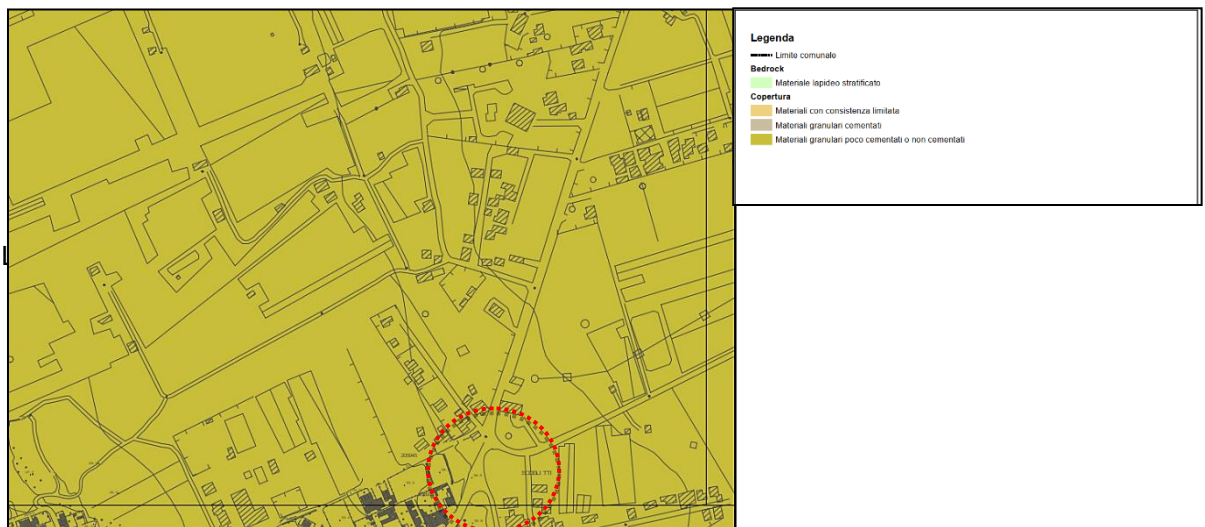 Legenda
Limite comunale
Bedrock
Materiale lapideo stratificato
Copertura
Materiali con consistenza limitata
Materiali granulari cementati
Materiali granulari poco cementati o non cementati
L